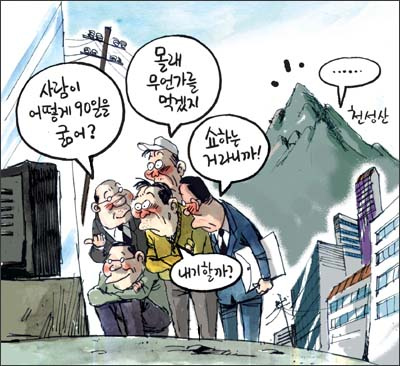 사람이
어떻게 90일을
굶어?
몰래
무언가를
먹겠지
쇼하는
거라니까!
내기할까?
......
천성산